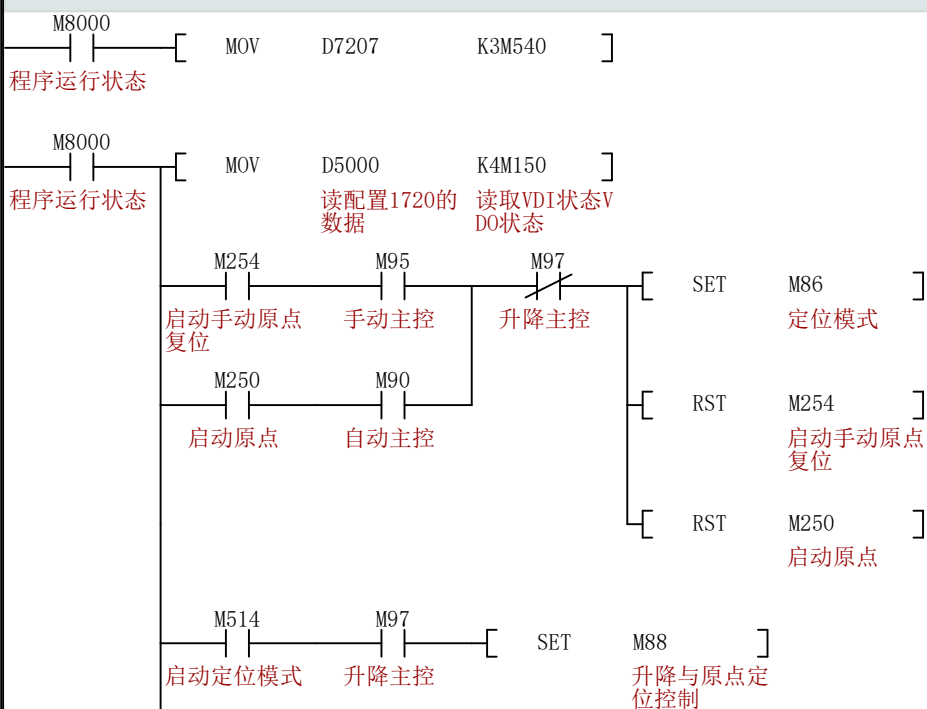 M8000
MOV D7207 K3M540
程序运行状态
M8000
MOV D5000 K4M150
程序运行状态 读配置1720的 读取VDI状态V
数据 DO状态
M254 M95 M97
SET M86
启动手动原点 手动主控 升降主控 定位模式
复位
M250 M90
RST M254
启动原点 自动主控 启动手动原点
复位
RST M250
启动原点
M514 M97
SET M88
启动定位模式 升降主控 升降与原点定
位控制